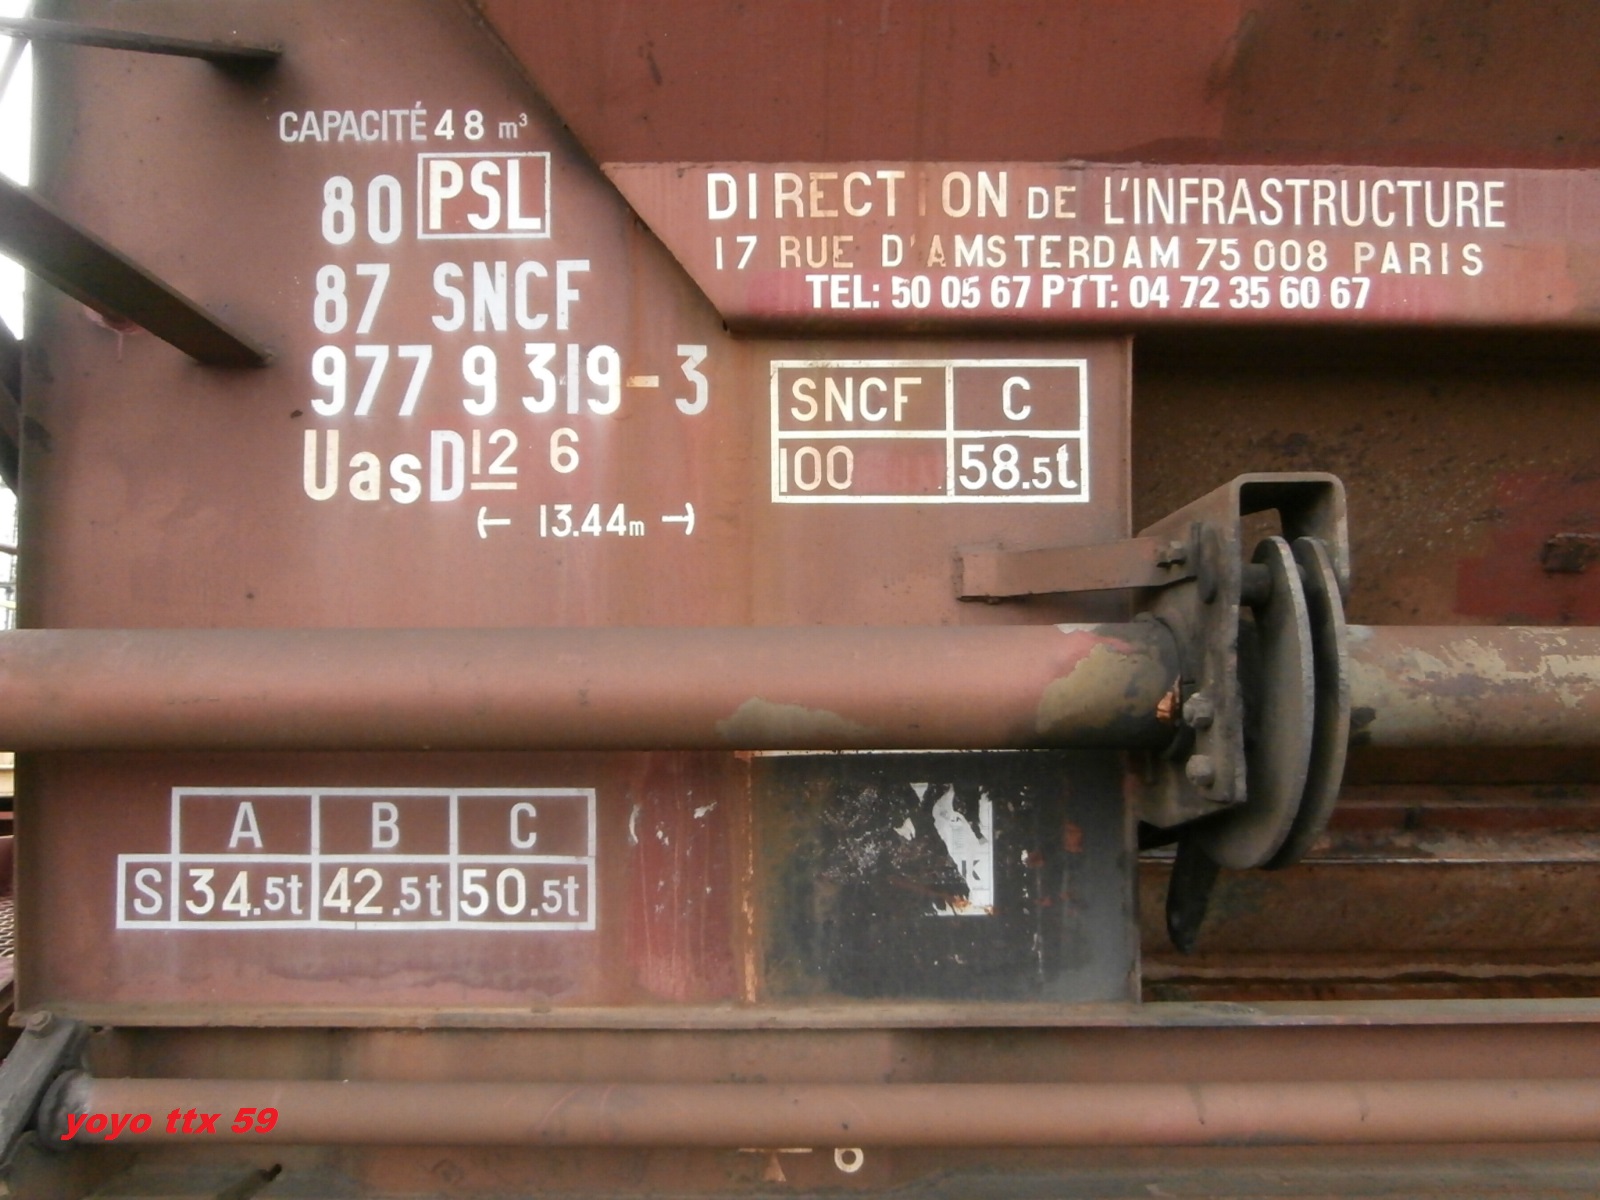 CAPACITÉ 48 m³
80 PSL
87 SNCF
977 9 319-3
UasD 12 6
13.44m
DIRECTION DE L'INFRASTRUCTURE
17 RUE D'AMSTERDAM 75 008 PARIS
TEL: 50 05 67 PTT: 04 72 35 60 67
SNCF C
100 58.5t
A B C
S 34.5t 42.5t 50.5t
K
yoyo ttx 59
6